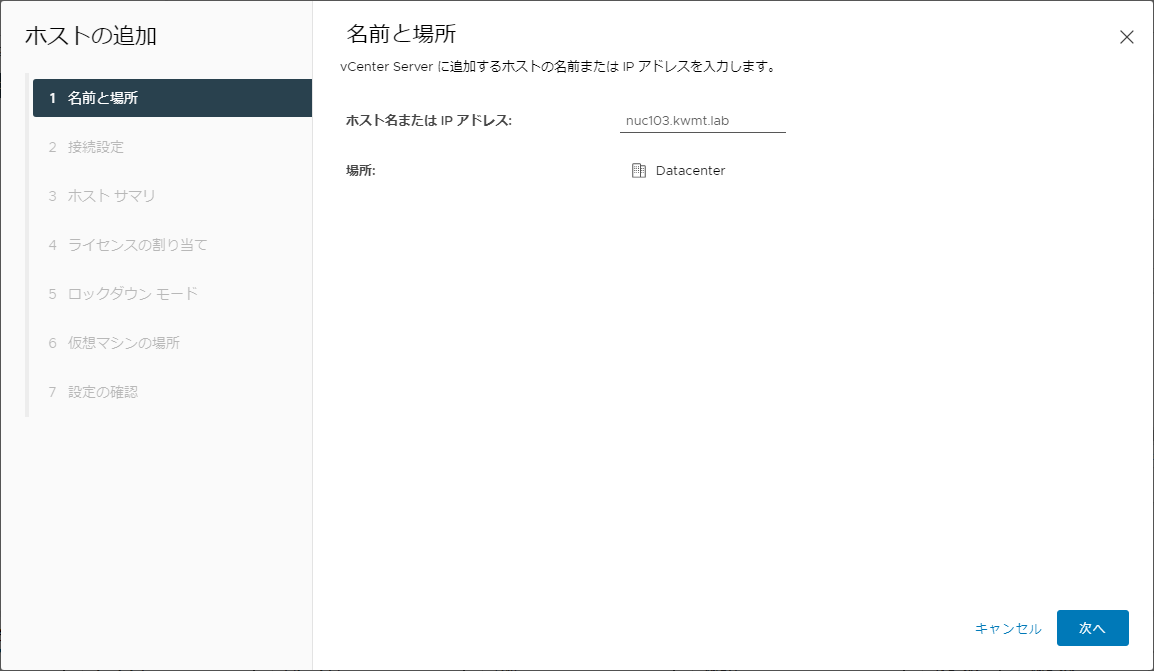 ホストの追加
1 名前と場所
2 接続設定
3 ホスト サマリ
4 ライセンスの割り当て
5 ロックダウン モード
6 仮想マシンの場所
7 設定の確認
名前と場所
vCenter Server に追加するホストの名前または IP アドレスを入力します。
ホスト名または IP アドレス: nuc103.kwmt.lab
場所: Datacenter
キャンセル 次へ